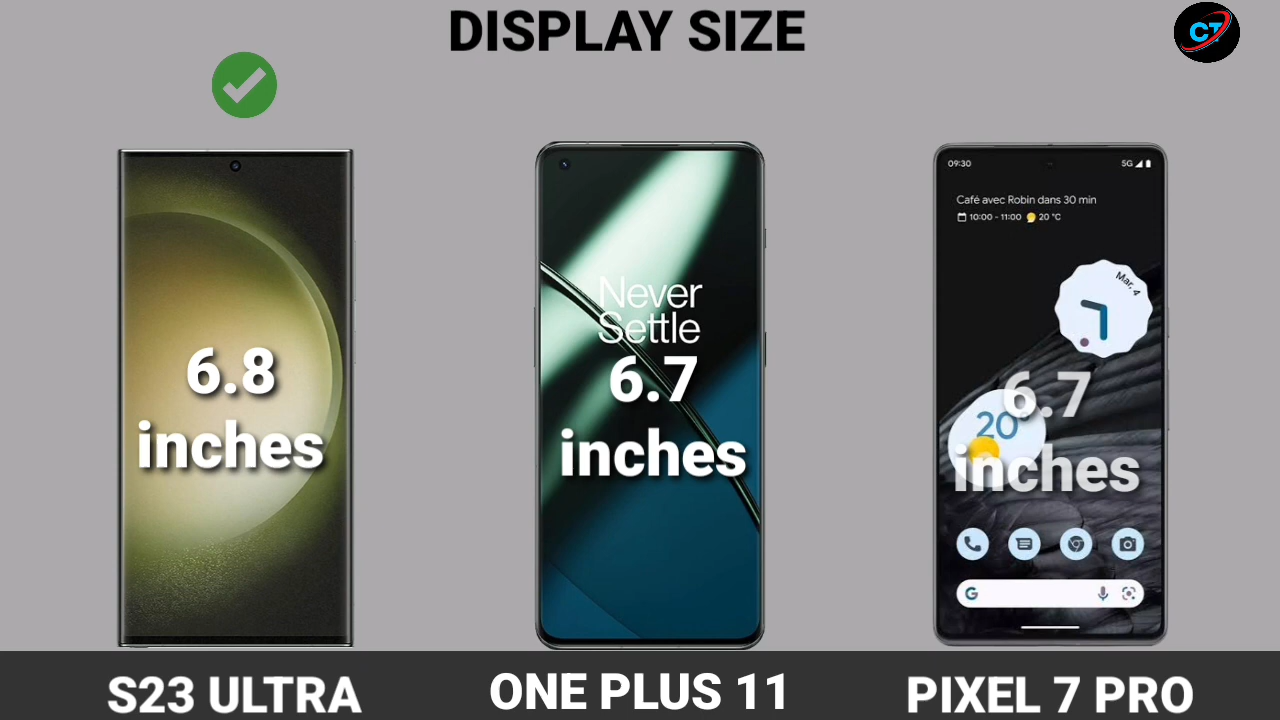 DISPLAY SIZE
CT
6.8
inches
S23 ULTRA
Never
Settle
6.7
inches
ONE PLUS 11
09:30
5G
Café avec Robin dans 30 min
10:00 - 11:00 20 °C
Mar. 4
20°
6.7
inches
G
PIXEL 7 PRO